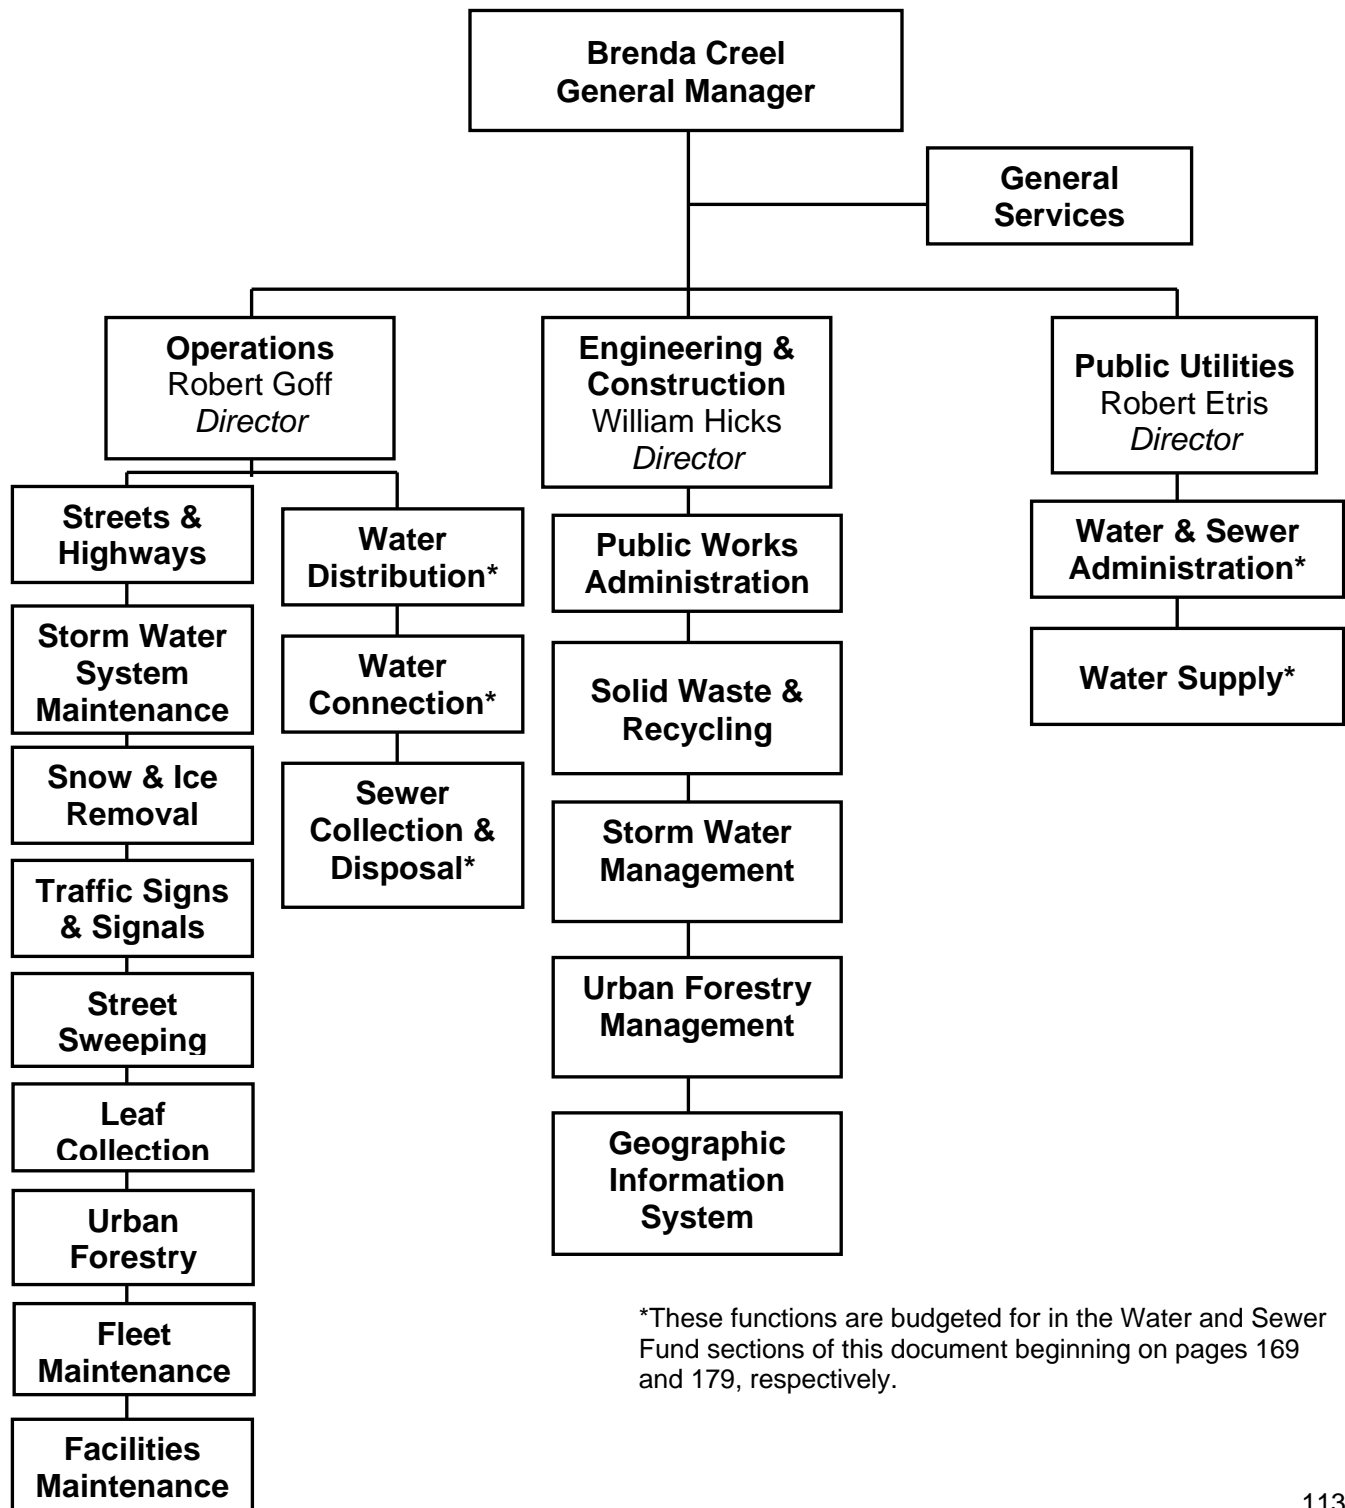 Brenda Creel
General Manager
General
Services
Operations
Robert Goff
Director
Engineering &
Construction
William Hicks
Director
Public Utilities
Robert Etris
Director
Streets &
Highways
Storm Water
System
Maintenance
Snow & Ice
Removal
Traffic Signs
& Signals
Street
Sweeping
Leaf
Collection
Urban
Forestry
Fleet
Maintenance
Facilities
Maintenance
Water
Distribution*
Water
Connection*
Sewer
Collection &
Disposal*
Public Works
Administration
Solid Waste &
Recycling
Storm Water
Management
Urban Forestry
Management
Geographic
Information
System
Water & Sewer
Administration*
Water Supply*
*These functions are budgeted for in the Water and Sewer
Fund sections of this document beginning on pages 169
and 179, respectively.
113